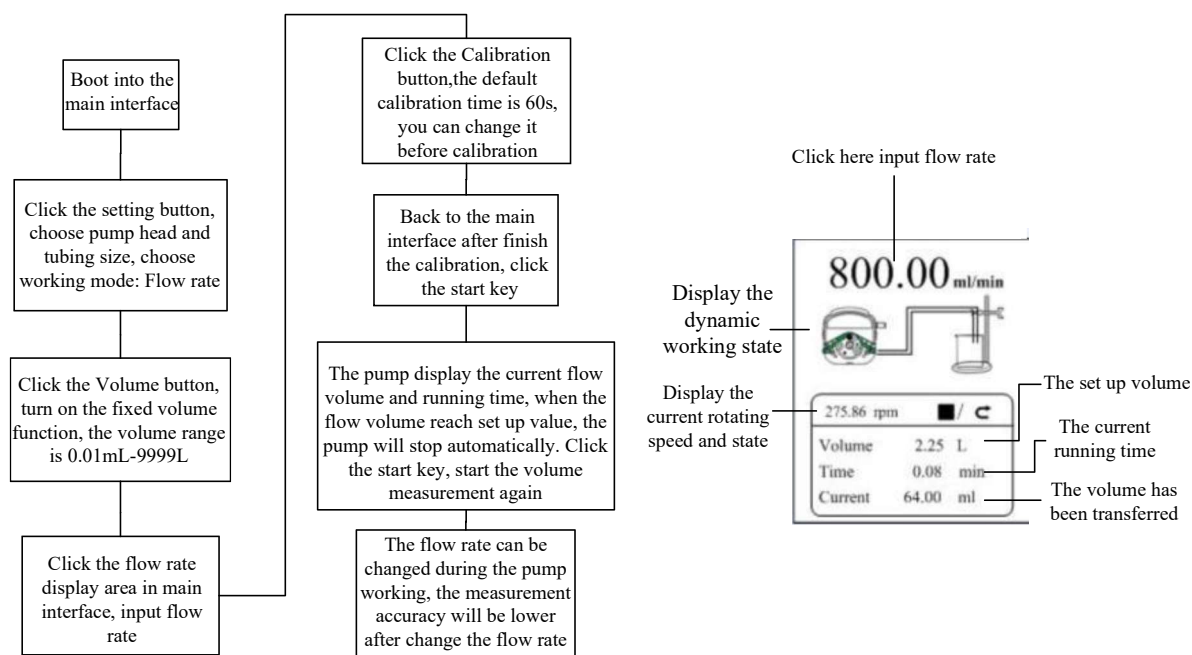 Boot into the
main interface
Click the setting button,
choose pump head and
tubing size, choose
working mode: Flow rate
Click the Volume button,
turn on the fixed volume
function, the volume range
is 0.01mL-9999L
Click the flow rate
display area in main
interface, input flow
rate
Click the Calibration
button,the default
calibration time is 60s,
you can change it
before calibration
Back to the main
interface after finish
the calibration, click
the start key
The pump display the current flow
volume and running time, when the
flow volume reach set up value, the
pump will stop automatically. Click
the start key, start the volume
measurement again
The flow rate can be
changed during the pump
working, the measurement
accuracy will be lower
after change the flow rate
Click here input flow rate
800.00 ml/min
Display the
dynamic
working state
Display the
current rotating
speed and state
275.86 rpm /
Volume 2.25 L
Time 0.08 min
Current 64.00 ml
The set up volume
The current
running time
The volume has
been transferred